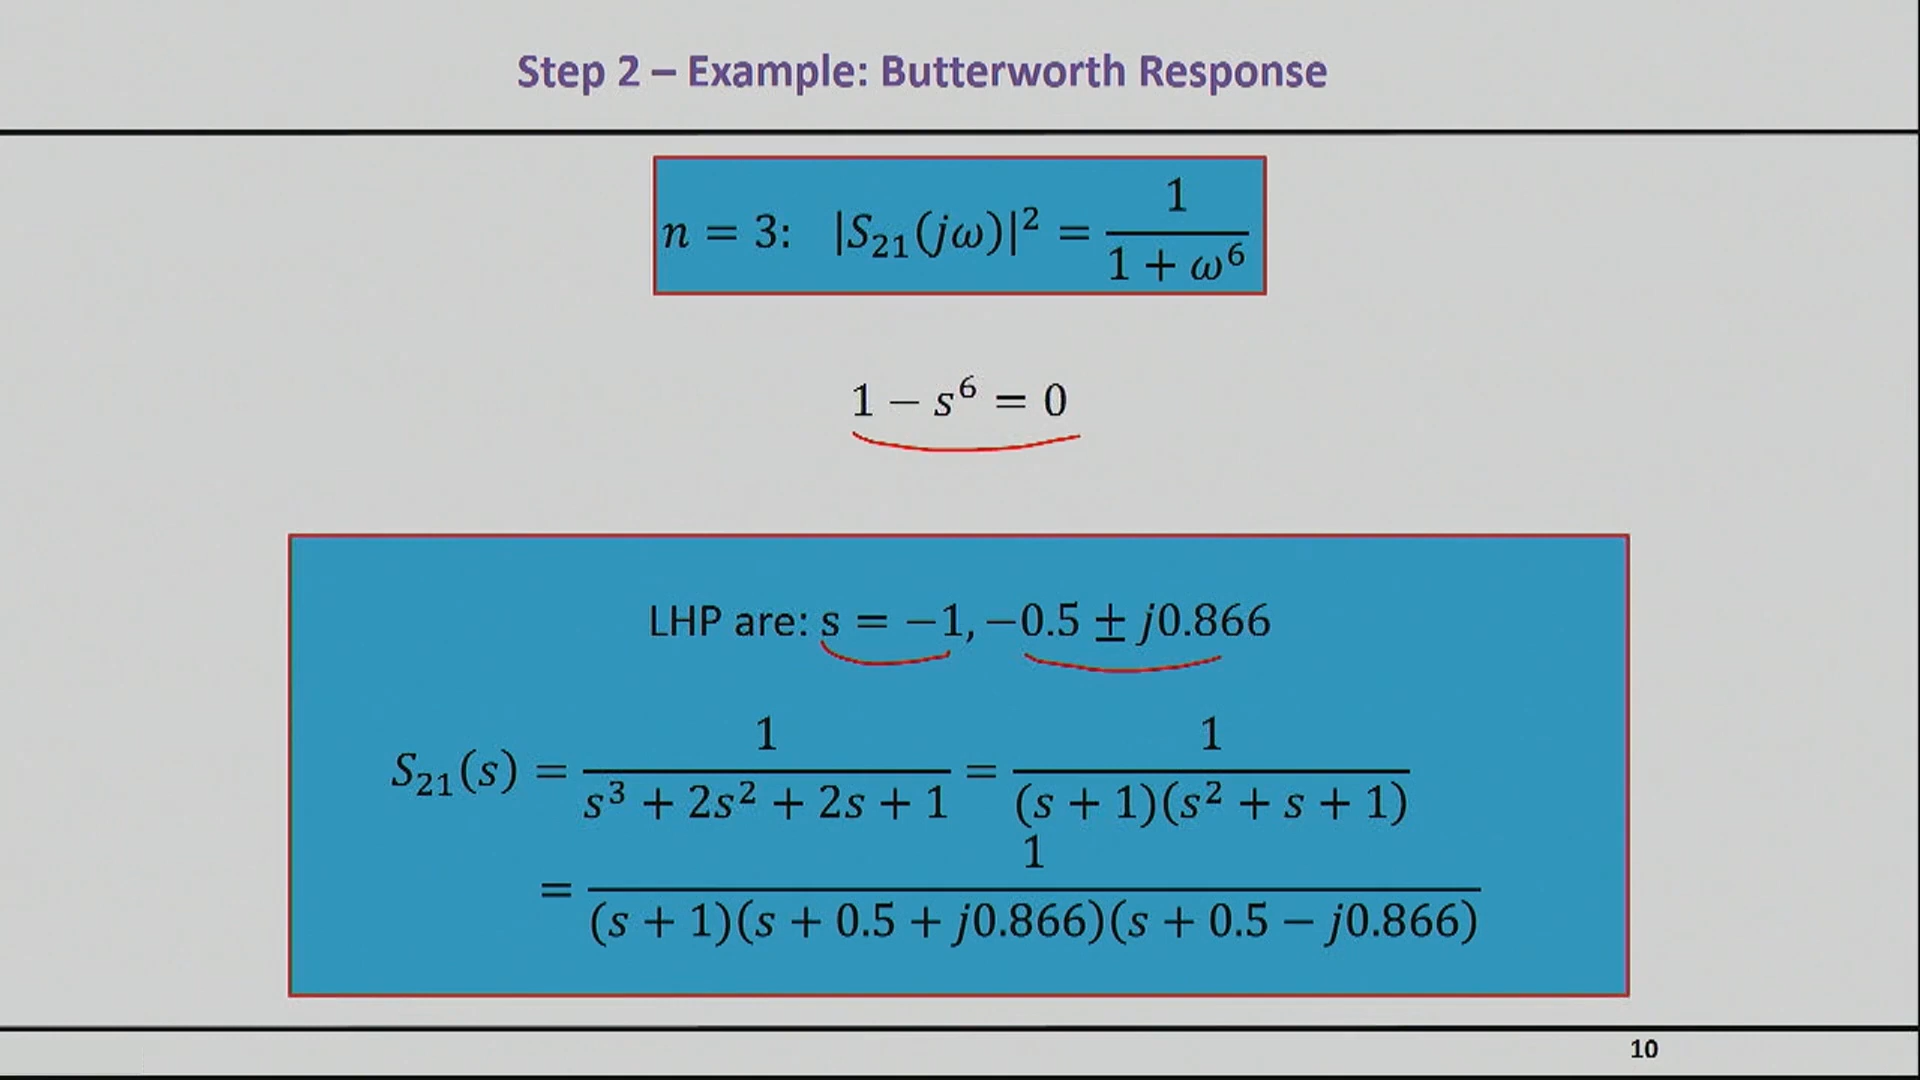 Step 2 – Example: Butterworth Response
n = 3: |S₂₁(jω)|² = 1 / (1 + ω⁶)
1 − s⁶ = 0
LHP are: s = −1, −0.5 ± j0.866
S₂₁(s) = 1 / (s³ + 2s² + 2s + 1) = 1 / ((s + 1)(s² + s + 1))
= 1 / ((s + 1)(s + 0.5 + j0.866)(s + 0.5 − j0.866))
10